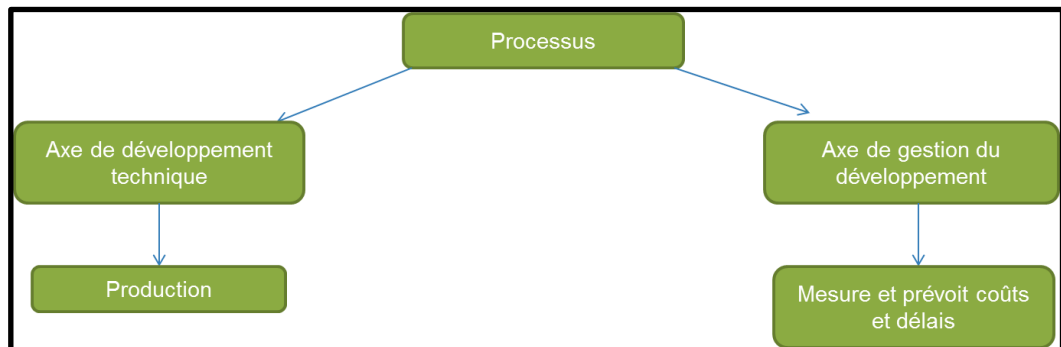 Processus
Axe de développement
technique
Axe de gestion du
développement
Production
Mesure et prévoit coûts
et délais